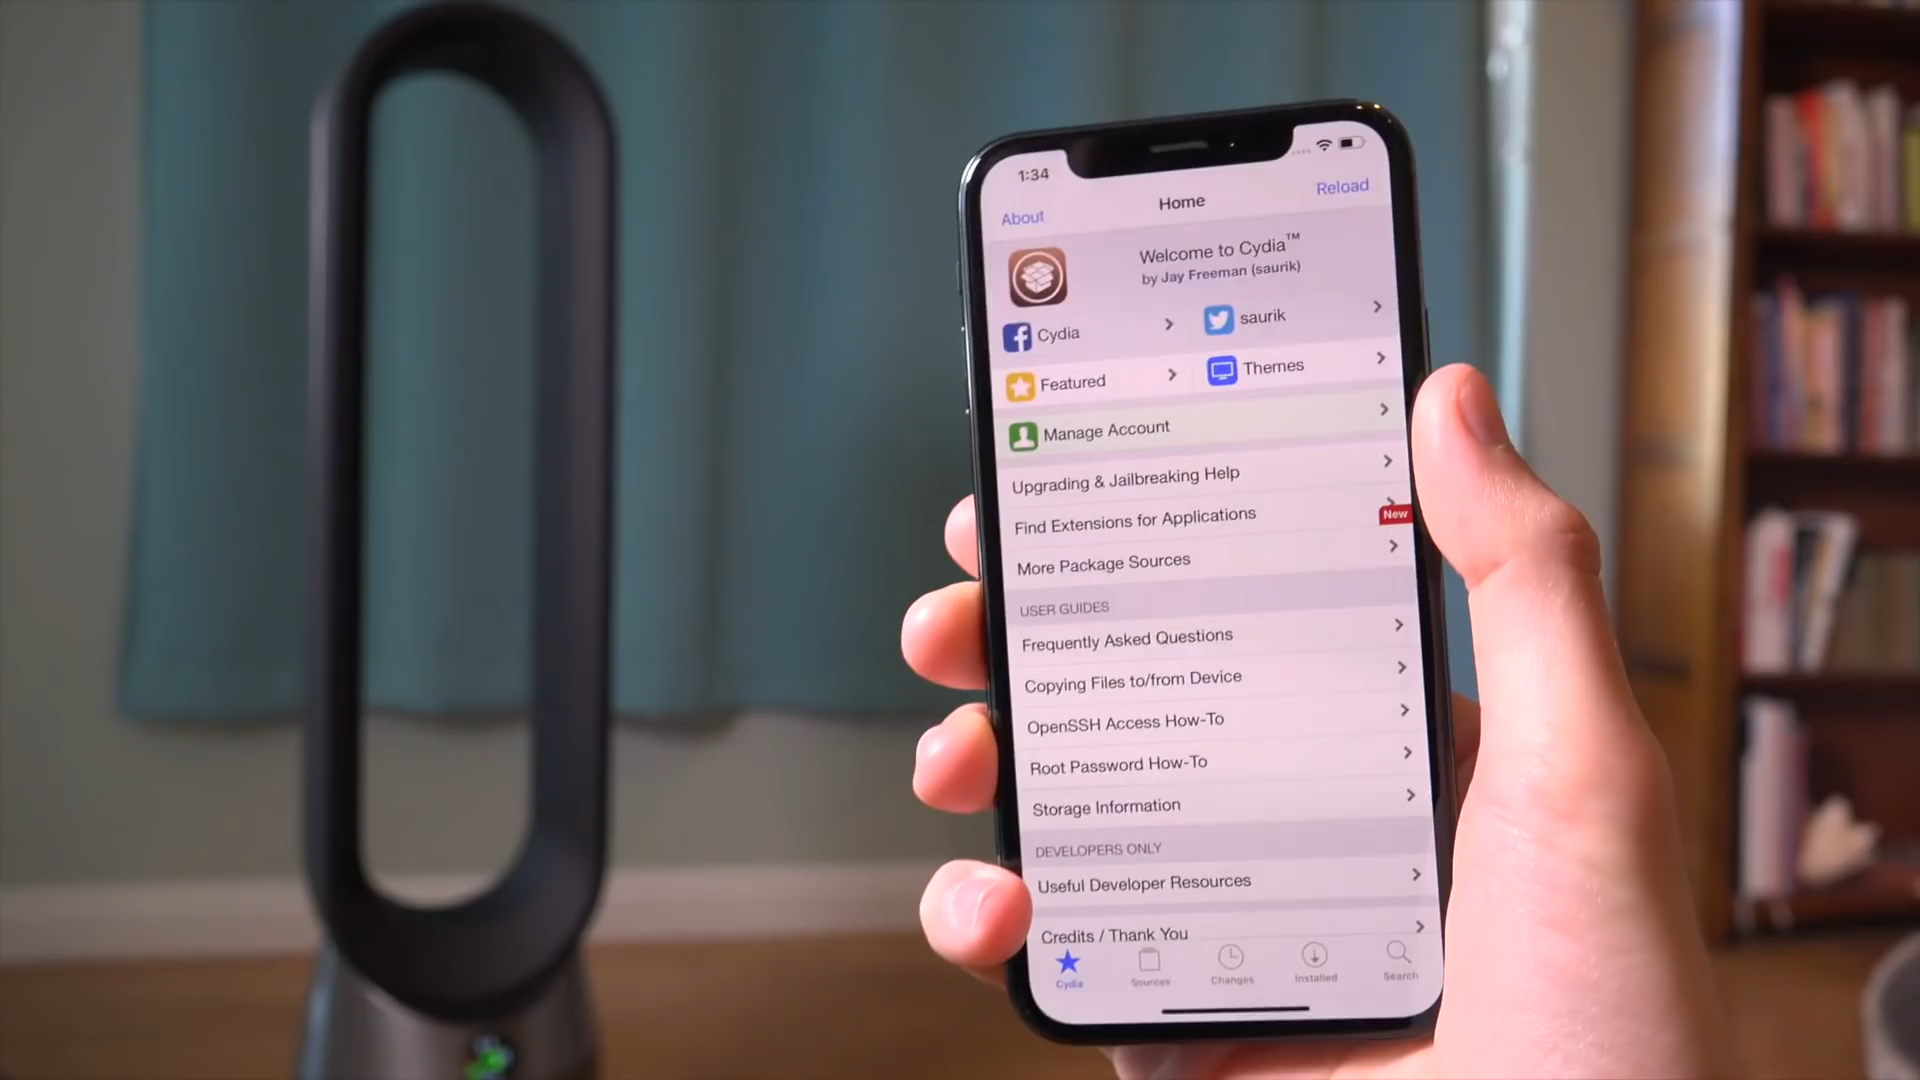 1:34
About
Home
Reload
Welcome to Cydia™
by Jay Freeman (saurik)
Cydia
saurik
Featured
Themes
Manage Account
Upgrading & Jailbreaking Help
Find Extensions for Applications
New
More Package Sources
USER GUIDES
Frequently Asked Questions
Copying Files to/from Device
OpenSSH Access How-To
Root Password How-To
Storage Information
DEVELOPERS ONLY
Useful Developer Resources
Credits / Thank You
Cydia
Sources
Changes
Installed
Search